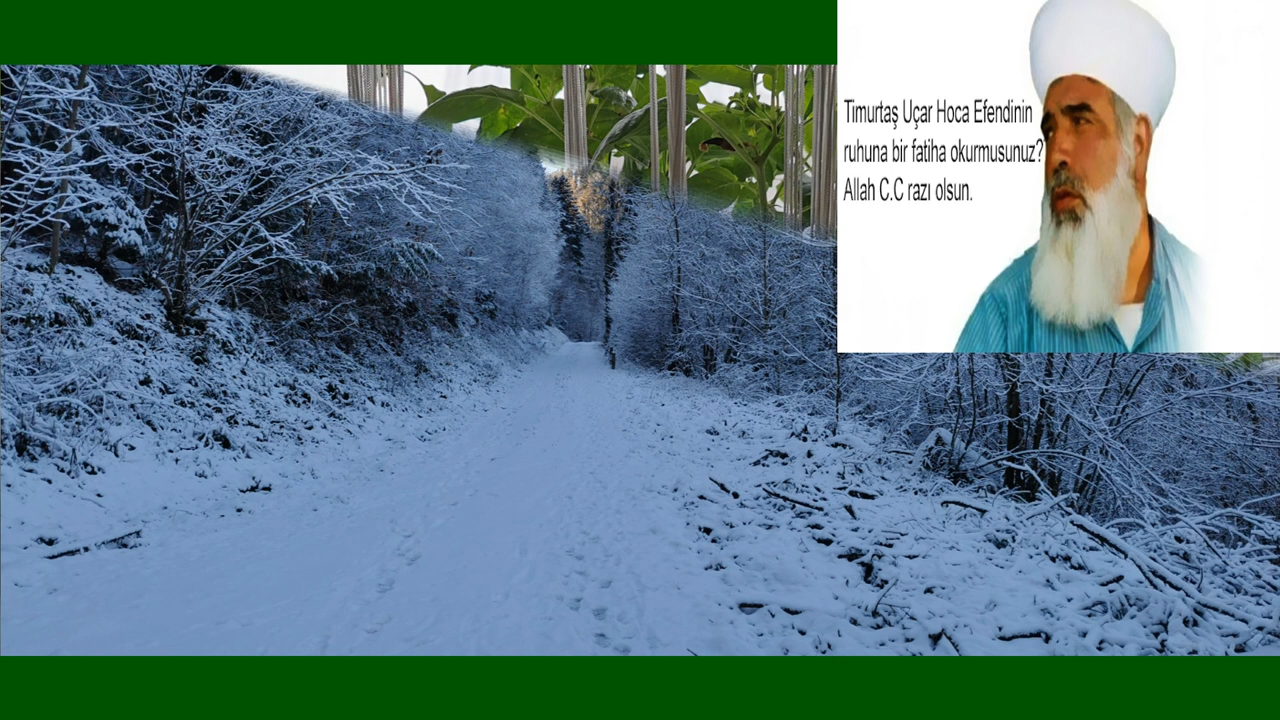 Timurtaş Uçar Hoca Efendinin
ruhuna bir fatiha okurmusunuz?
Allah C.C razı olsun.